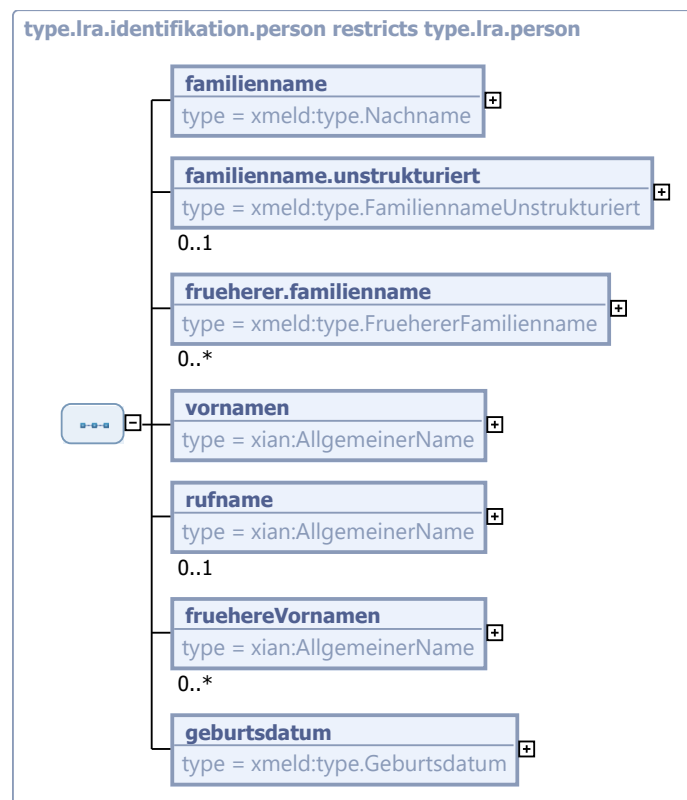 type.lra.identifikation.person restricts type.lra.person
familienname
type = xmeld:type.Nachname
familienname.unstrukturiert
type = xmeld:type.FamiliennameUnstrukturiert
0..1
frueherer.familienname
type = xmeld:type.FruehererFamilienname
0..*
vornamen
type = xian:AllgemeinerName
rufname
type = xian:AllgemeinerName
0..1
fruehereVornamen
type = xian:AllgemeinerName
0..*
geburtsdatum
type = xmeld:type.Geburtsdatum